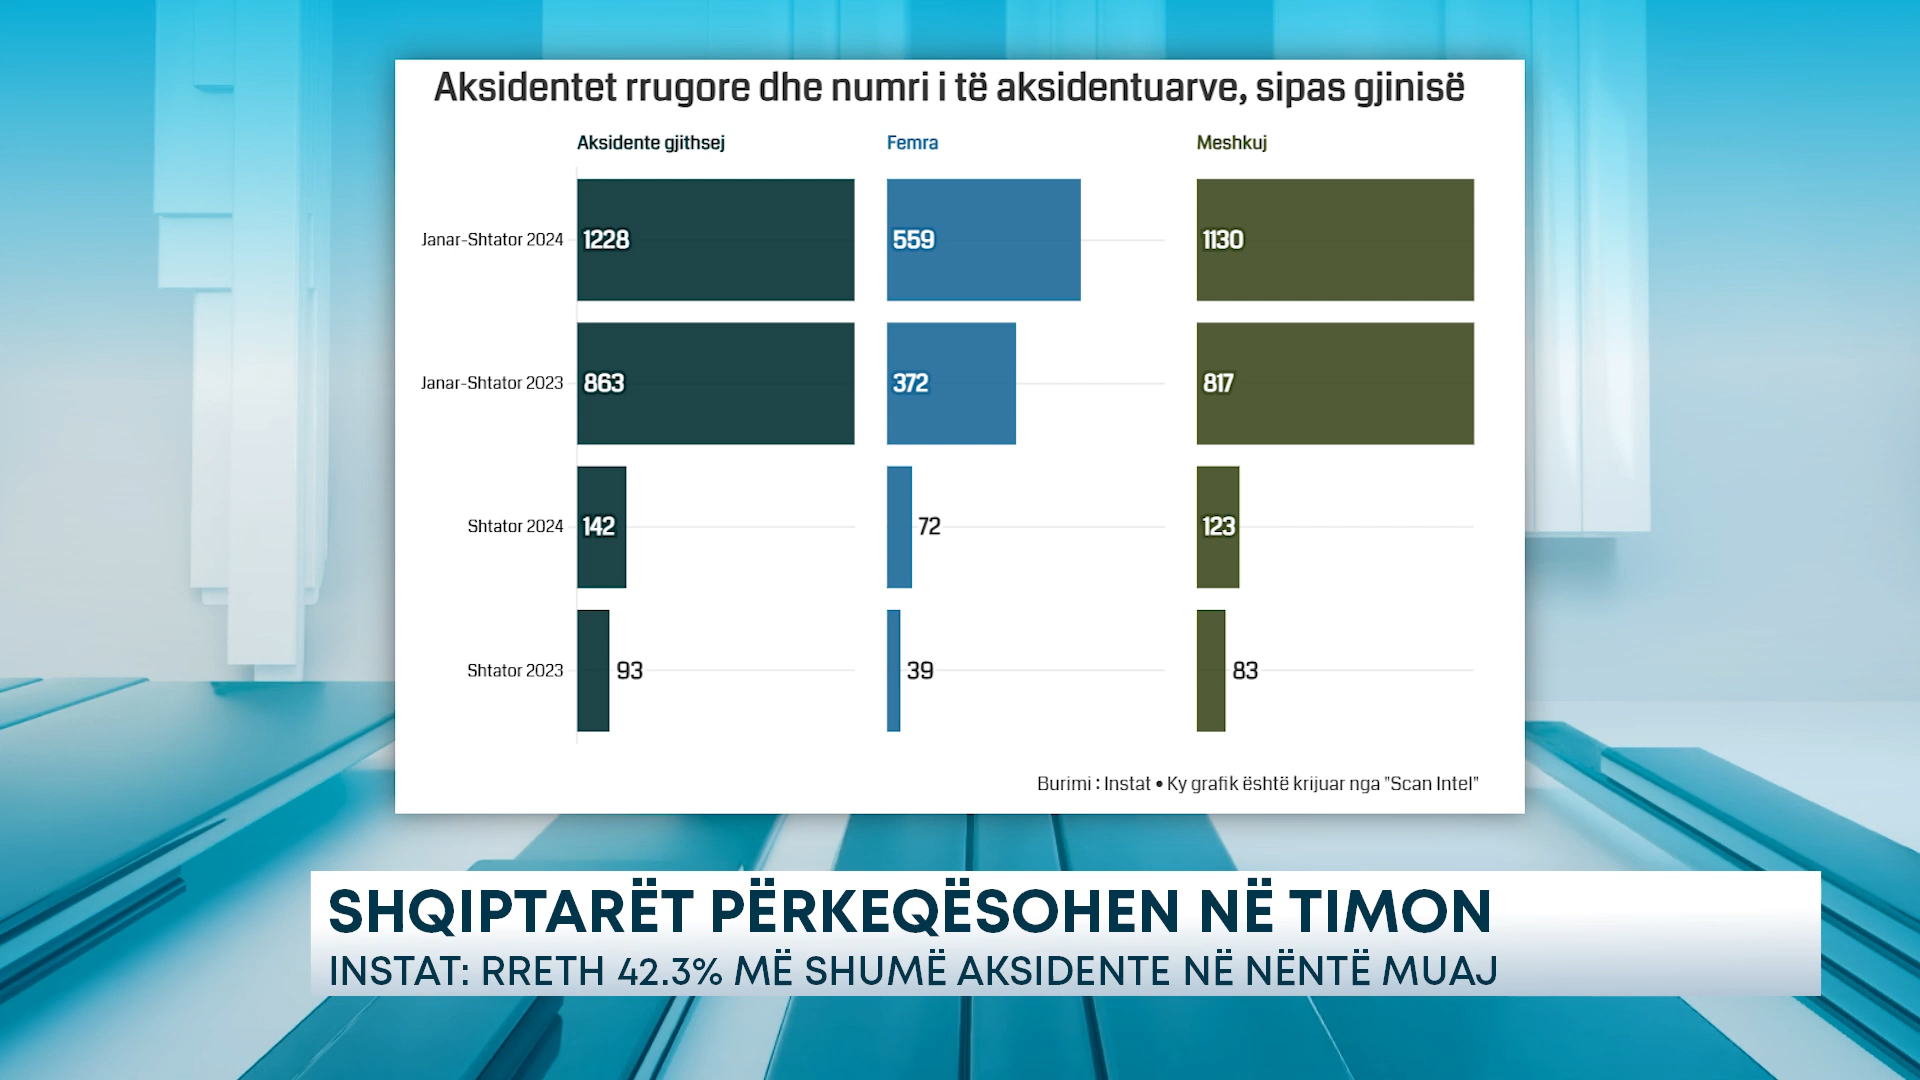 Aksidentet rrugore dhe numri i të aksidentuarve, sipas gjinisë
Aksidente gjithsej Femra Meshkuj
Janar-Shtator 2024 1228 559 1130
Janar-Shtator 2023 863 372 817
Shtator 2024 142 72 123
Shtator 2023 93 39 83
Burimi : Instat • Ky grafik është krijuar nga "Scan Intel"
SHQIPTARËT PËRKEQËSOHEN NË TIMON
INSTAT: RRETH 42.3% MË SHUMË AKSIDENTE NË NËNTË MUAJ